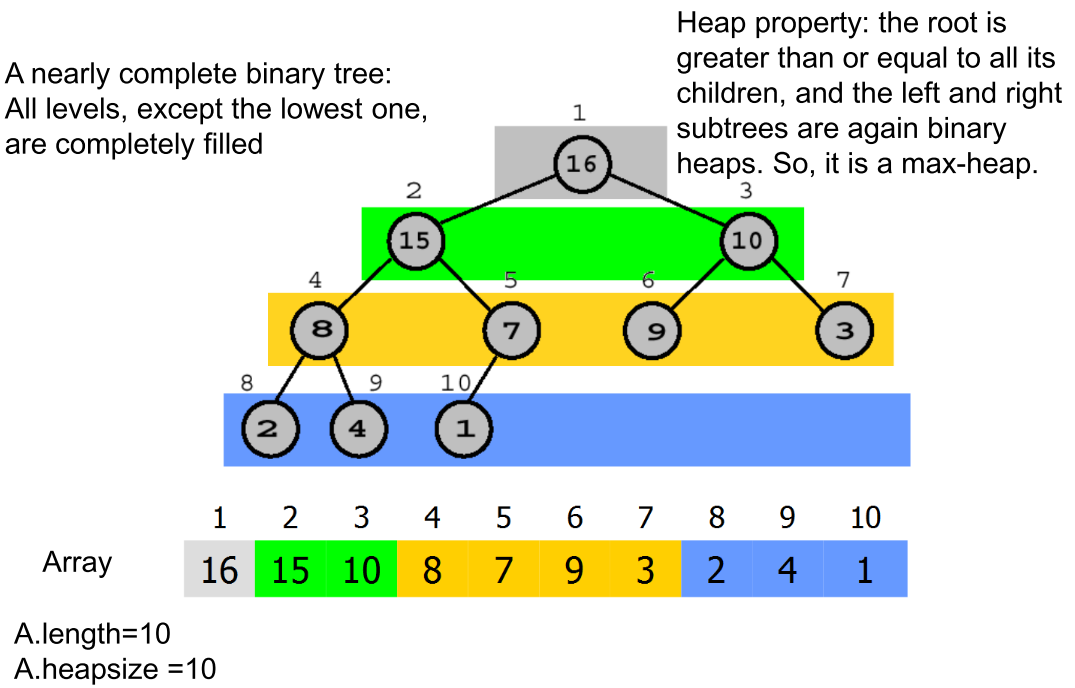 A nearly complete binary tree:
All levels, except the lowest one,
are completely filled
Heap property: the root is
greater than or equal to all its
children, and the left and right
subtrees are again binary
heaps. So, it is a max-heap.
1
16
2 3
15 10
4 5 6 7
8 7 9 3
8 9 10
2 4 1
1 2 3 4 5 6 7 8 9 10
Array 16 15 10 8 7 9 3 2 4 1
A.length=10
A.heapsize =10